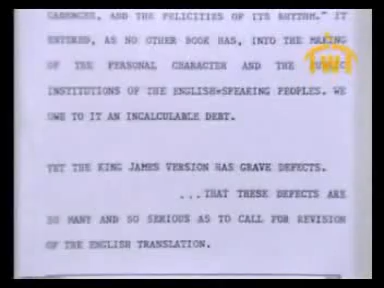 CADENCES, AND THE FELICITIES OF ITS RHYTHM." IT
ENTERED, AS NO OTHER BOOK HAS, INTO THE MAKING
OF THE PERSONAL CHARACTER AND THE PUBLIC
INSTITUTIONS OF THE ENGLISH=SPEAKING PEOPLES. WE
OWE TO IT AN INCALCULABLE DEBT.
YET THE KING JAMES VERSION HAS GRAVE DEFECTS.
...THAT THESE DEFECTS ARE
SO MANY AND SO SERIOUS AS TO CALL FOR REVISION
OF THE ENGLISH TRANSLATION.